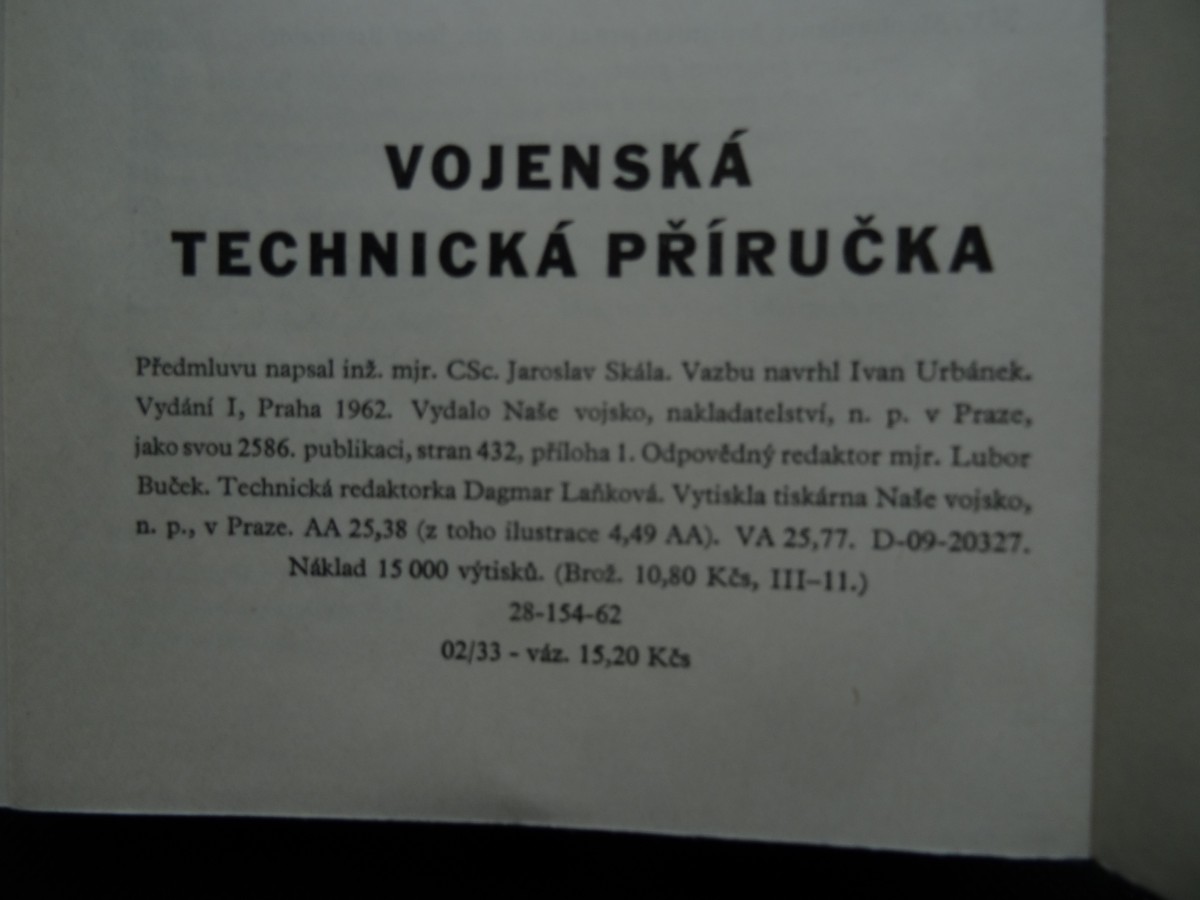 VOJENSKÁ
TECHNICKÁ PŘÍRUČKA
Předmluvu napsal inž. mjr. CSc. Jaroslav Skála. Vazbu navrhl Ivan Urbánek.
Vydání I, Praha 1962. Vydalo Naše vojsko, nakladatelství, n. p. v Praze,
jako svou 2586. publikaci, stran 432, příloha 1. Odpovědný redaktor mjr. Lubor
Buček. Technická redaktorka Dagmar Laňková. Vytiskla tiskárna Naše vojsko,
n. p., v Praze. AA 25,38 (z toho ilustrace 4,49 AA). VA 25,77. D-09-20327.
Náklad 15 000 výtisků. (Brož. 10,80 Kčs, III–11.)
28-154-62
02/33 - váz. 15,20 Kčs